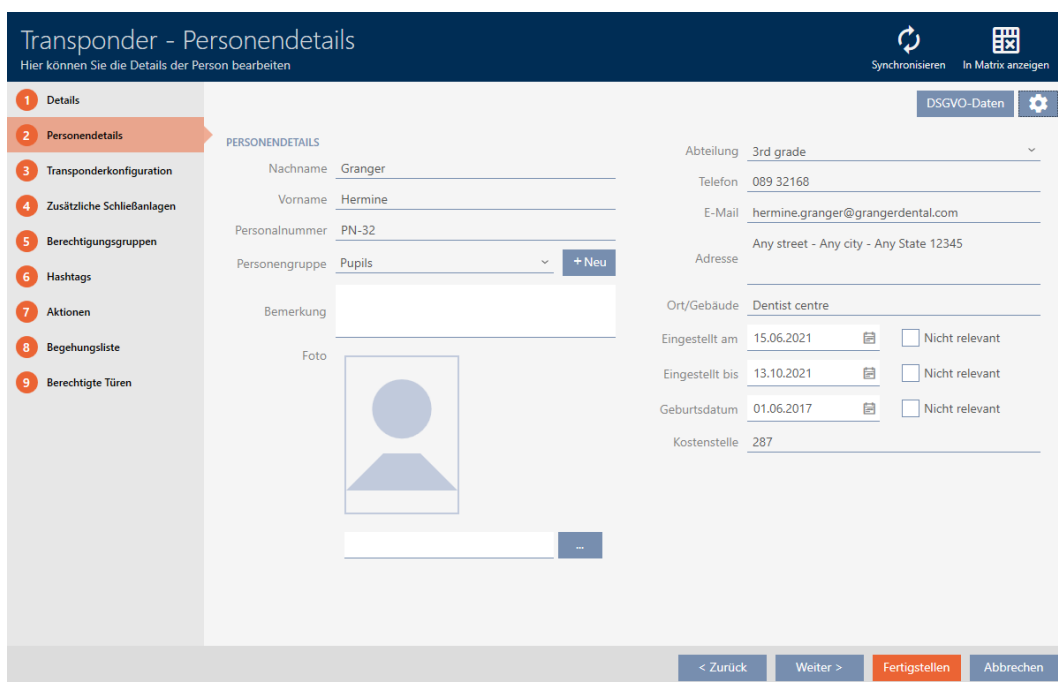 Transponder - Personendetails
Hier können Sie die Details der Person bearbeiten
Synchronisieren
In Matrix anzeigen
1 Details
2 Personendetails
3 Transponderkonfiguration
4 Zusätzliche Schließanlagen
5 Berechtigungsgruppen
6 Hashtags
7 Aktionen
8 Begehungsliste
9 Berechtigte Türen
DSGVO-Daten
PERSONENDETAILS
Nachname Granger
Vorname Hermine
Personalnummer PN-32
Personengruppe Pupils + Neu
Bemerkung
Foto
...
Abteilung 3rd grade
Telefon 089 32168
E-Mail hermine.granger@grangerdental.com
Adresse Any street - Any city - Any State 12345
Ort/Gebäude Dentist centre
Eingestellt am 15.06.2021 Nicht relevant
Eingestellt bis 13.10.2021 Nicht relevant
Geburtsdatum 01.06.2017 Nicht relevant
Kostenstelle 287
< Zurück Weiter > Fertigstellen Abbrechen